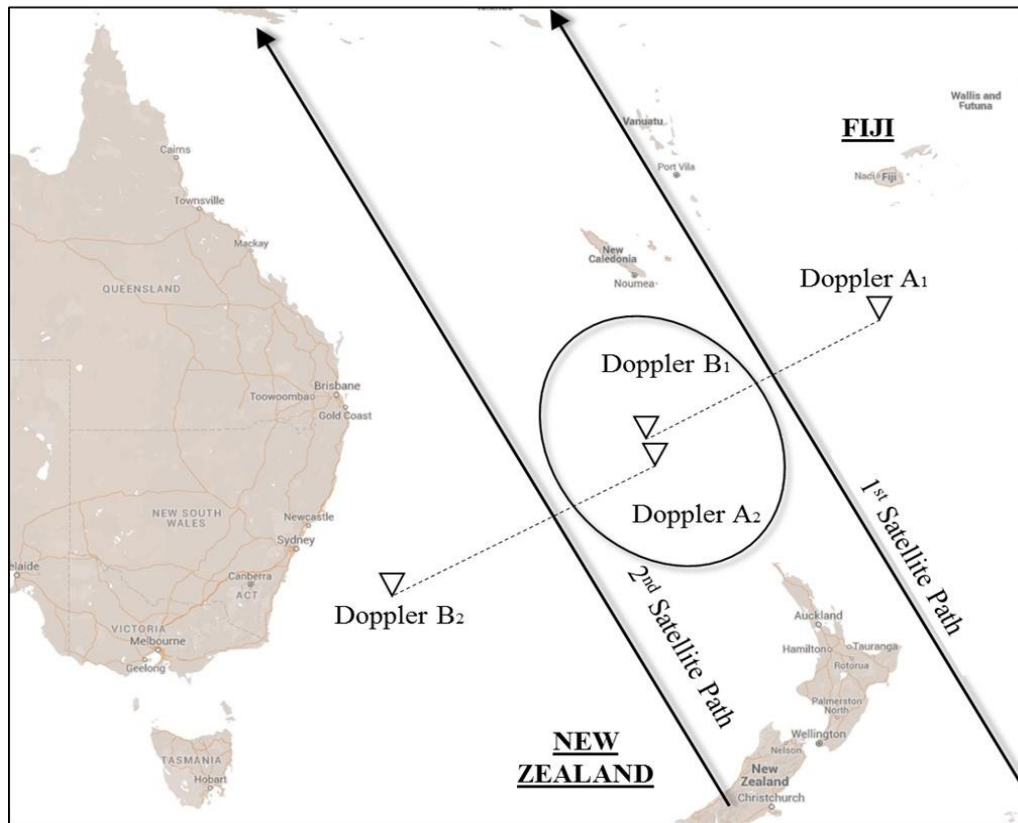 Wallis and
Futuna
FIJI
Vanuatu
Port Vila
Nadi
Fiji
Cairns
Townsville
Mackay
New
Caledonia
Noumea
QUEENSLAND
Doppler A1
Doppler B1
Brisbane
Toowoomba
Gold Coast
Doppler A2
NEW SOUTH
WALES
Newcastle
Sydney
1st Satellite Path
2nd Satellite Path
elaide
Canberra
ACT
Doppler B2
VICTORIA
Melbourne
Geelong
Auckland
Hamilton
Tauranga
Rotorua
Palmerston
North
Wellington
Nelson
NEW
ZEALAND
New
Zealand
Christchurch
TASMANIA
Hobart